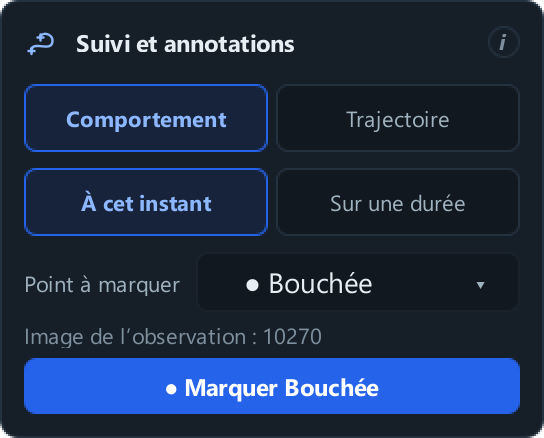 Suivi et annotations
i
Comportement
Trajectoire
À cet instant
Sur une durée
Point à marquer
● Bouchée ▼
Image de l’observation : 10270
● Marquer Bouchée